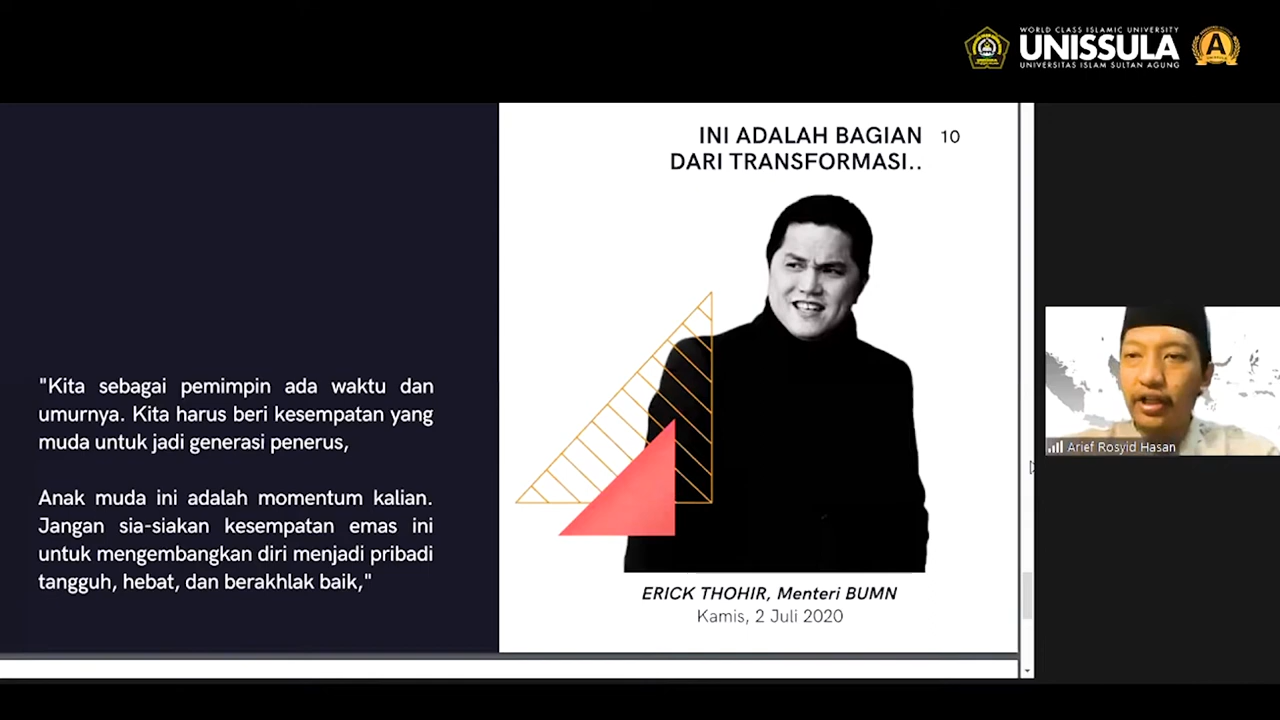 WORLD CLASS ISLAMIC UNIVERSITY
UNISSULA
UNIVERSITAS ISLAM SULTAN AGUNG
A
INI ADALAH BAGIAN
DARI TRANSFORMASI..
10
"Kita sebagai pemimpin ada waktu dan
umurnya. Kita harus beri kesempatan yang
muda untuk jadi generasi penerus,
Anak muda ini adalah momentum kalian.
Jangan sia-siakan kesempatan emas ini
untuk mengembangkan diri menjadi pribadi
tangguh, hebat, dan berakhlak baik,"
ERICK THOHIR, Menteri BUMN
Kamis, 2 Juli 2020
Arief Rosyid Hasan